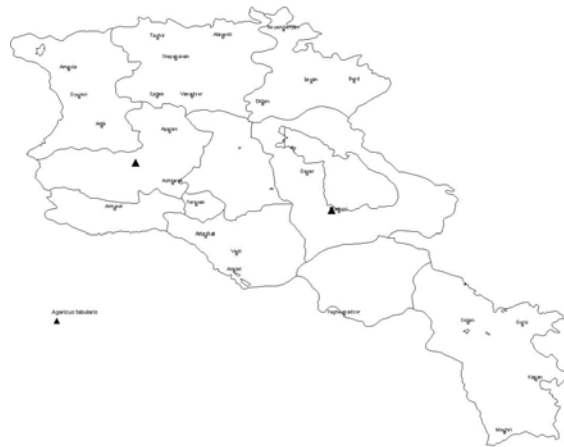 Tashir
Alaverdi
Stepanavan
Amasia
Ijevan
Berd
Gyumri
Spitak
Vanadzor
Dilijan
Artik
Aparan
Ashtarak
Gavar
Armavir
Yerevan
Artashat
Vedi
Ararat
Agaricus tabularis
Yeghegnadzor
Sisian
Goris
Kapan
Meghri